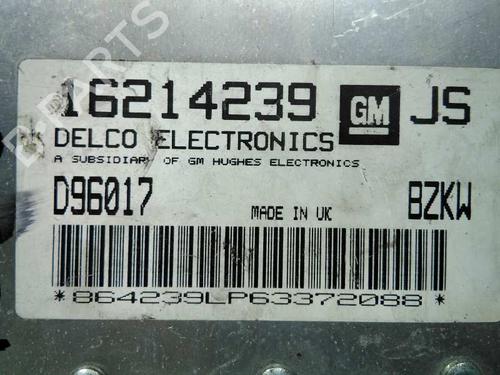 16214239 GM JS
DELCO ELECTRONICS
A SUBSIDIARY OF GM HUGHES ELECTRONICS
D96017 MADE IN UK BZKW
*864239LP63372088*